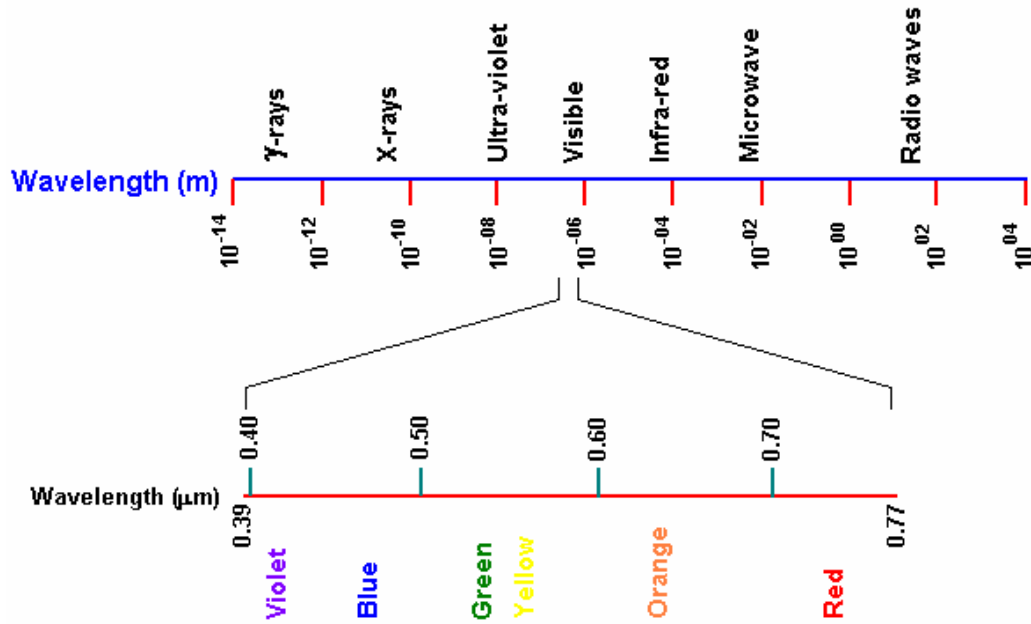 γ-rays
X-rays
Ultra-violet
Visible
Infra-red
Microwave
Radio waves
Wavelength (m)
10⁻¹⁴
10⁻¹²
10⁻¹⁰
10⁻⁰⁸
10⁻⁰⁶
10⁻⁰⁴
10⁻⁰²
10⁰⁰
10⁰²
10⁰⁴
0.40
0.50
0.60
0.70
Wavelength (μm)
0.39
0.77
Violet
Blue
Green
Yellow
Orange
Red